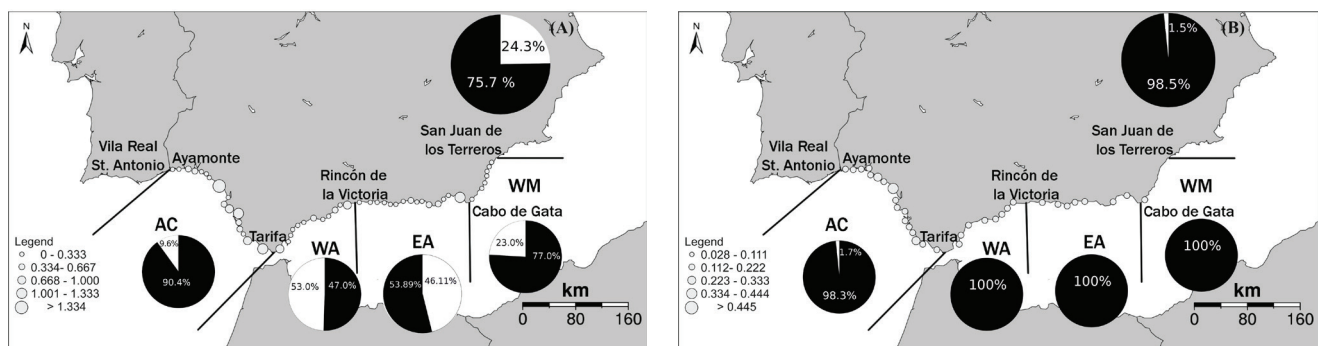 N
(A)
24.3%
75.7 %
San Juan de
los Terreros
Vila Real
St. Antonio
Ayamonte
Rincón de
la Victoria
WM
Cabo de Gata
AC
Tarifa
WA
EA
23.0%
77.0%
9.6%
90.4%
53.0%
47.0%
53.89%
46.11%
Legend
0 - 0.333
0.334- 0.667
0.668 - 1.000
1.001 - 1.333
> 1.334
km
0 80 160
N
(B)
1.5%
98.5%
San Juan de
los Terreros
Vila Real
St. Antonio
Ayamonte
Rincón de
la Victoria
WM
Cabo de Gata
AC
Tarifa
WA
EA
100%
1.7%
98.3%
100%
100%
Legend
0.028 - 0.111
0.112- 0.222
0.223 - 0.333
0.334 - 0.444
> 0.445
km
0 80 160